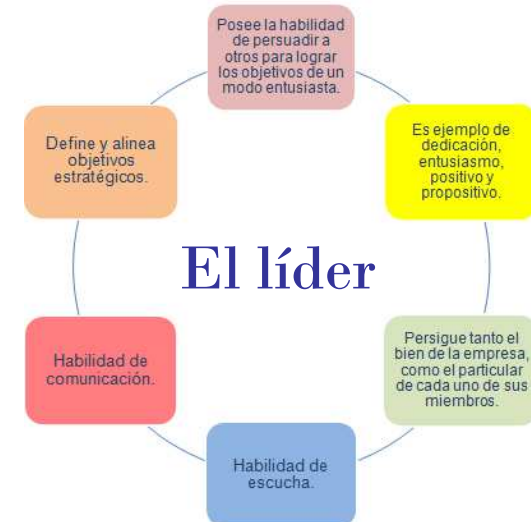 Posee la habilidad
de persuadir a
otros para lograr
los objetivos de un
modo entusiasta.
Es ejemplo de
dedicación,
entusiasmo,
positivo y
propositivo.
Persigue tanto el
bien de la empresa,
como el particular
de cada uno de sus
miembros.
Habilidad de
escucha.
Habilidad de
comunicación.
Define y alinea
objetivos
estratégicos.
El líder